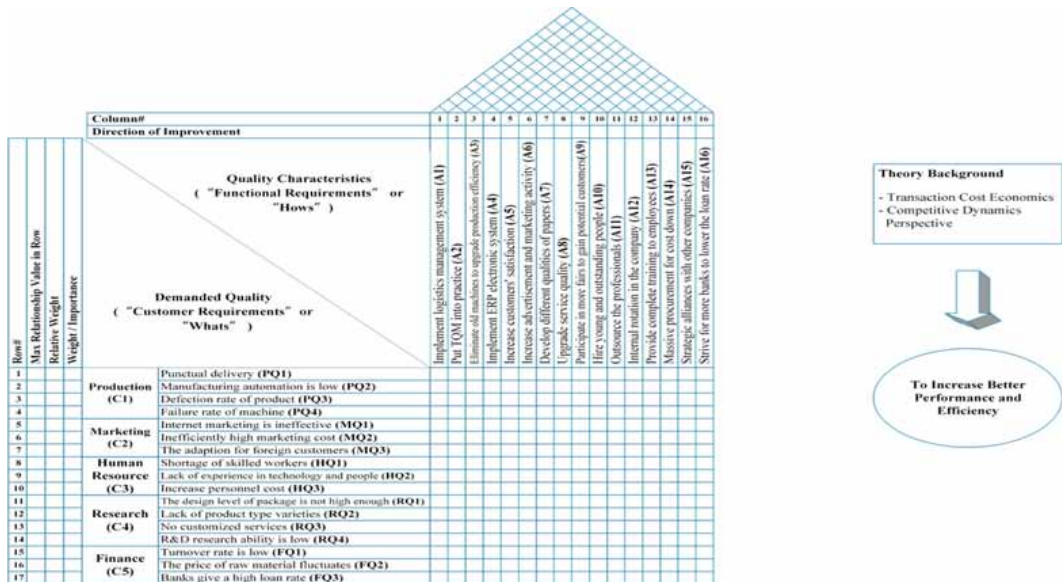 Column# 1 2 3 4 5 6 7 8 9 10 11 12 13 14 15 16
Direction of Improvement
Quality Characteristics
( “Functional Requirements” or
“Hows” )
Demanded Quality
( “Customer Requirements” or
“Whats” )
Row#
Max Relationship Value in Row
Relative Weight
Weight / Importance
Implement logistics management system (A1)
Put TQM into practice (A2)
Eliminate old machines to upgrade production efficiency (A3)
Implement ERP electronic system (A4)
Increase customers' satisfaction (A5)
Increase advertisement and marketing activity (A6)
Develop different qualities of papers (A7)
Upgrade service quality (A8)
Participate in more fairs to gain potential customers(A9)
Hire young and outstanding people (A10)
Outsource the professionals (A11)
Internal rotation in the company (A12)
Provide complete training to employees (A13)
Massive procurement for cost down (A14)
Strategic alliances with other companies (A15)
Strive for more banks to lower the loan rate (A16)
Production
(C1)
1 Punctual delivery (PQ1)
2 Manufacturing automation is low (PQ2)
3 Defection rate of product (PQ3)
4 Failure rate of machine (PQ4)
Marketing
(C2)
5 Internet marketing is ineffective (MQ1)
6 Inefficiently high marketing cost (MQ2)
7 The adaption for foreign customers (MQ3)
Human
Resource
(C3)
8 Shortage of skilled workers (HQ1)
9 Lack of experience in technology and people (HQ2)
10 Increase personnel cost (HQ3)
Research
(C4)
11 The design level of package is not high enough (RQ1)
12 Lack of product type varieties (RQ2)
13 No customized services (RQ3)
14 R&D research ability is low (RQ4)
Finance
(C5)
15 Turnover rate is low (FQ1)
16 The price of raw material fluctuates (FQ2)
17 Banks give a high loan rate (FQ3)
Theory Background
- Transaction Cost Economics
- Competitive Dynamics
Perspective
To Increase Better
Performance and
Efficiency